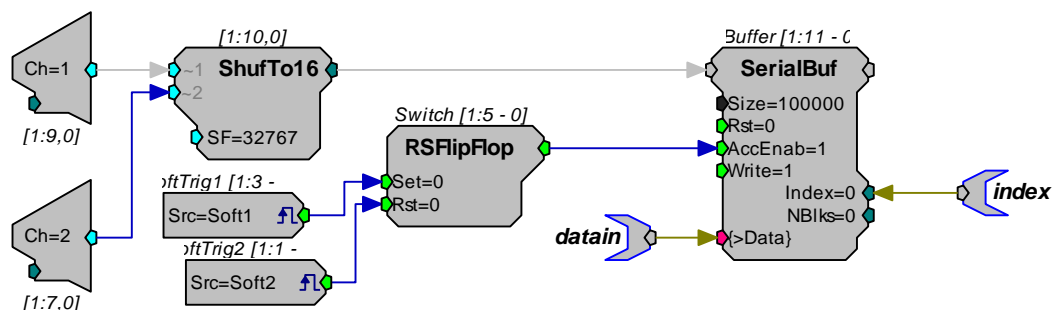 Ch=1
[1:9,0]
Ch=2
[1:7,0]
[1:10,0]
ShufTo16
~1
~2
SF=32767
oftTrig1 [1:3 -
Src=Soft1
oftTrig2 [1:1 -
Src=Soft2
Switch [1:5 - 0]
RSFlipFlop
Set=0
Rst=0
Buffer [1:11 - 0
SerialBuf
Size=100000
Rst=0
AccEnab=1
Write=1
Index=0
NBlks=0
{>Data}
datain
index